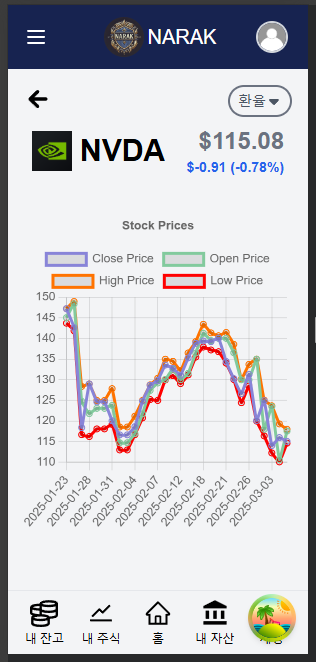 NARAK NARAK
환율
NVDA
$115.08
$-0.91 (-0.78%)
Stock Prices
Close Price Open Price
High Price Low Price
150
145
140
135
130
125
120
115
110
2025-01-23 2025-01-28 2025-01-31 2025-02-04 2025-02-07 2025-02-12 2025-02-18 2025-02-21 2025-02-26 2025-03-03
내 잔고 내 주식 홈 내 자산